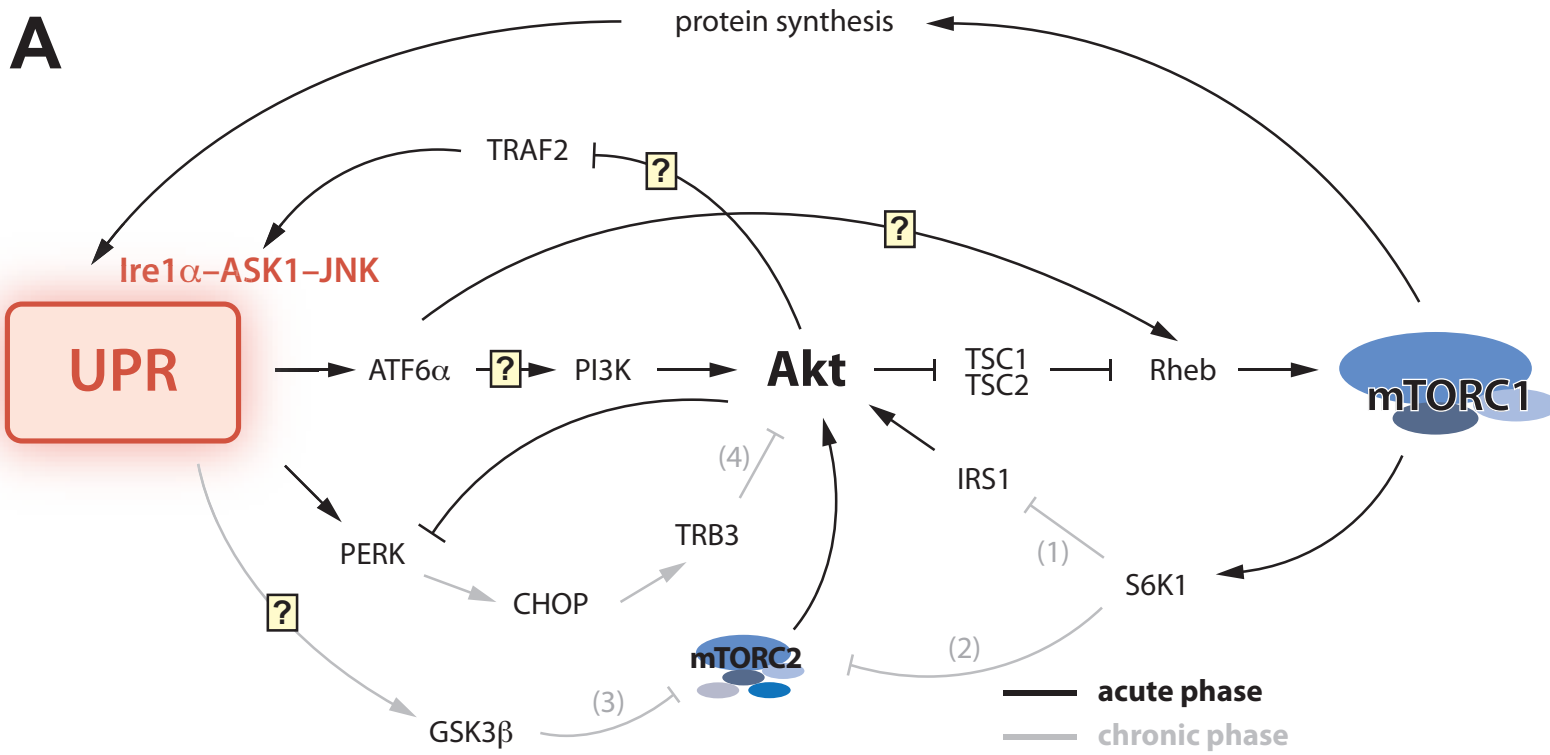 A
protein synthesis
TRAF2
?
?
Ire1α–ASK1–JNK
UPR
ATF6α
?
PI3K
Akt
TSC1
TSC2
Rheb
mTORC1
(4)
IRS1
PERK
TRB3
(1)
S6K1
CHOP
?
mTORC2
(2)
(3)
GSK3β
acute phase
chronic phase